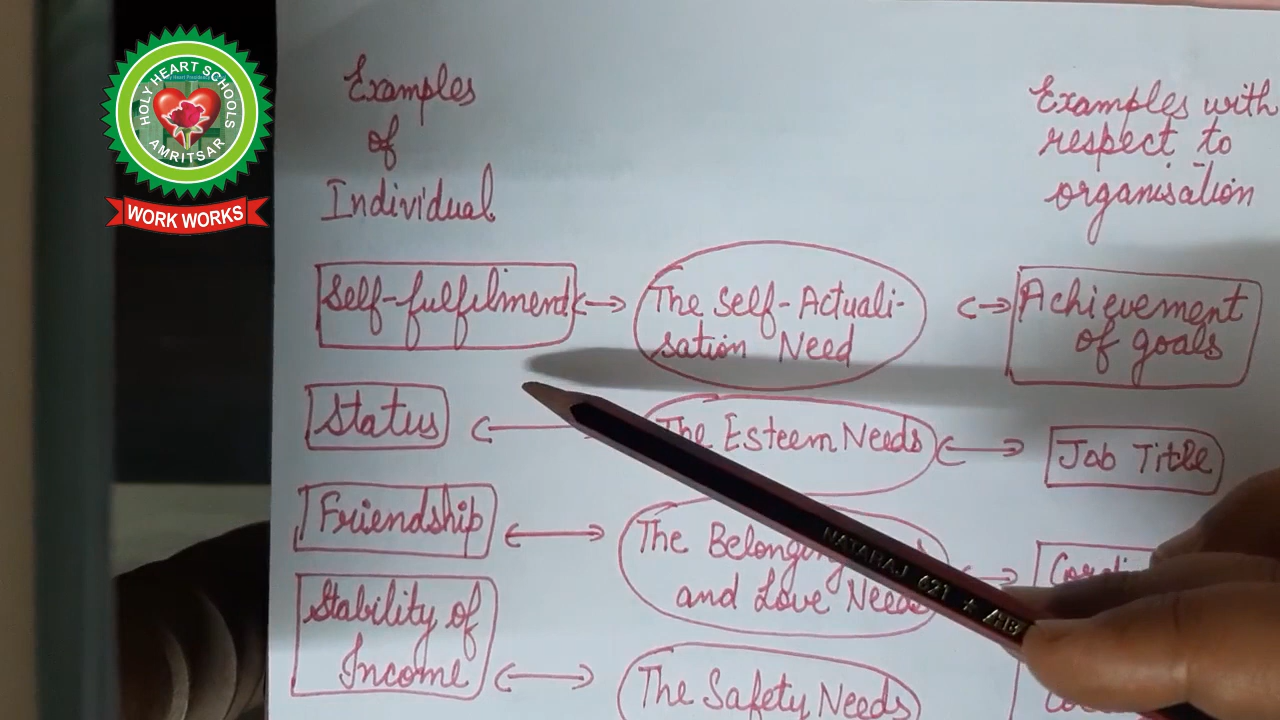 HOLY HEART SCHOOLS
AMRITSAR
WORK WORKS
Examples
of
Individual
Examples with
respect to
organisation
Self-fulfilment
The Self-Actuali-
sation Need
Achievement
of goals
Status
The Esteem Needs
Job Title
Friendship
The
and Love Needs
Stability of
Income
The Safety Needs
NATARAJ 621